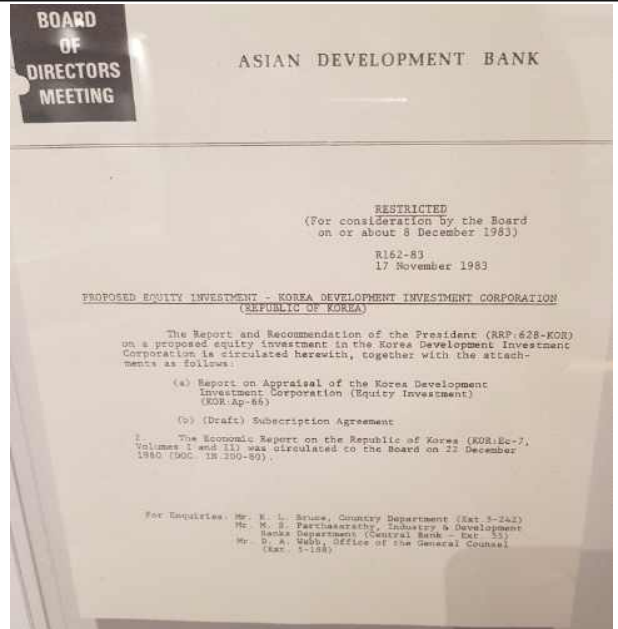 BOARD
OF
DIRECTORS
MEETING
ASIAN DEVELOPMENT BANK
RESTRICTED
(For consideration by the Board
on or about 8 December 1983)
R162-83
17 November 1983
PROPOSED EQUITY INVESTMENT - KOREA DEVELOPMENT INVESTMENT CORPORATION
(REPUBLIC OF KOREA)
The Report and Recommendation of the President (RRP:628-KOR)
on a proposed equity investment in the Korea Development Investment
Corporation is circulated herewith, together with the attach-
ments as follows:
(a) Report on Appraisal of the Korea Development
Investment Corporation (Equity Investment)
(KOR:Ap-66)
(b) (Draft) Subscription Agreement
2. The Economic Report on the Republic of Korea (KOR:Ec-7,
Volumes I and II) was circulated to the Board on 22 December
1980 (DOC. IN.200-80).
For Enquiries: Mr. K. L. Bruce, Country Department (Ext.5-242)
Mr. M. S. Parthasarathy, Industry & Development
Banks Department (Central Bank - Ext. 55)
Mr. D. A. Webb, Office of the General Counsel
(Ext. 5-188)